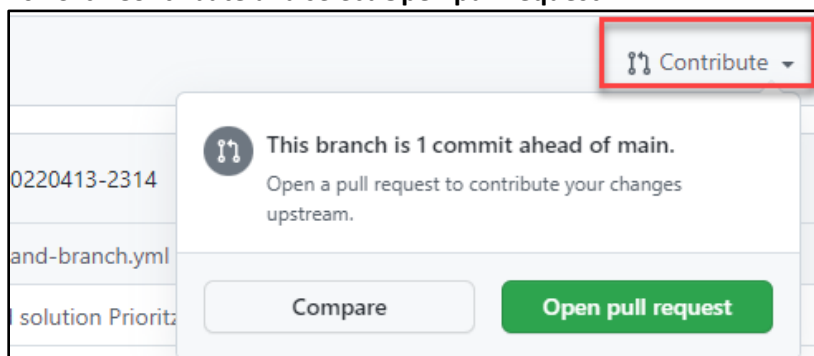 Contribute
This branch is 1 commit ahead of main.
0220413-2314
Open a pull request to contribute your changes
upstream.
and-branch.yml
Compare
Open pull request
solution Prioritz